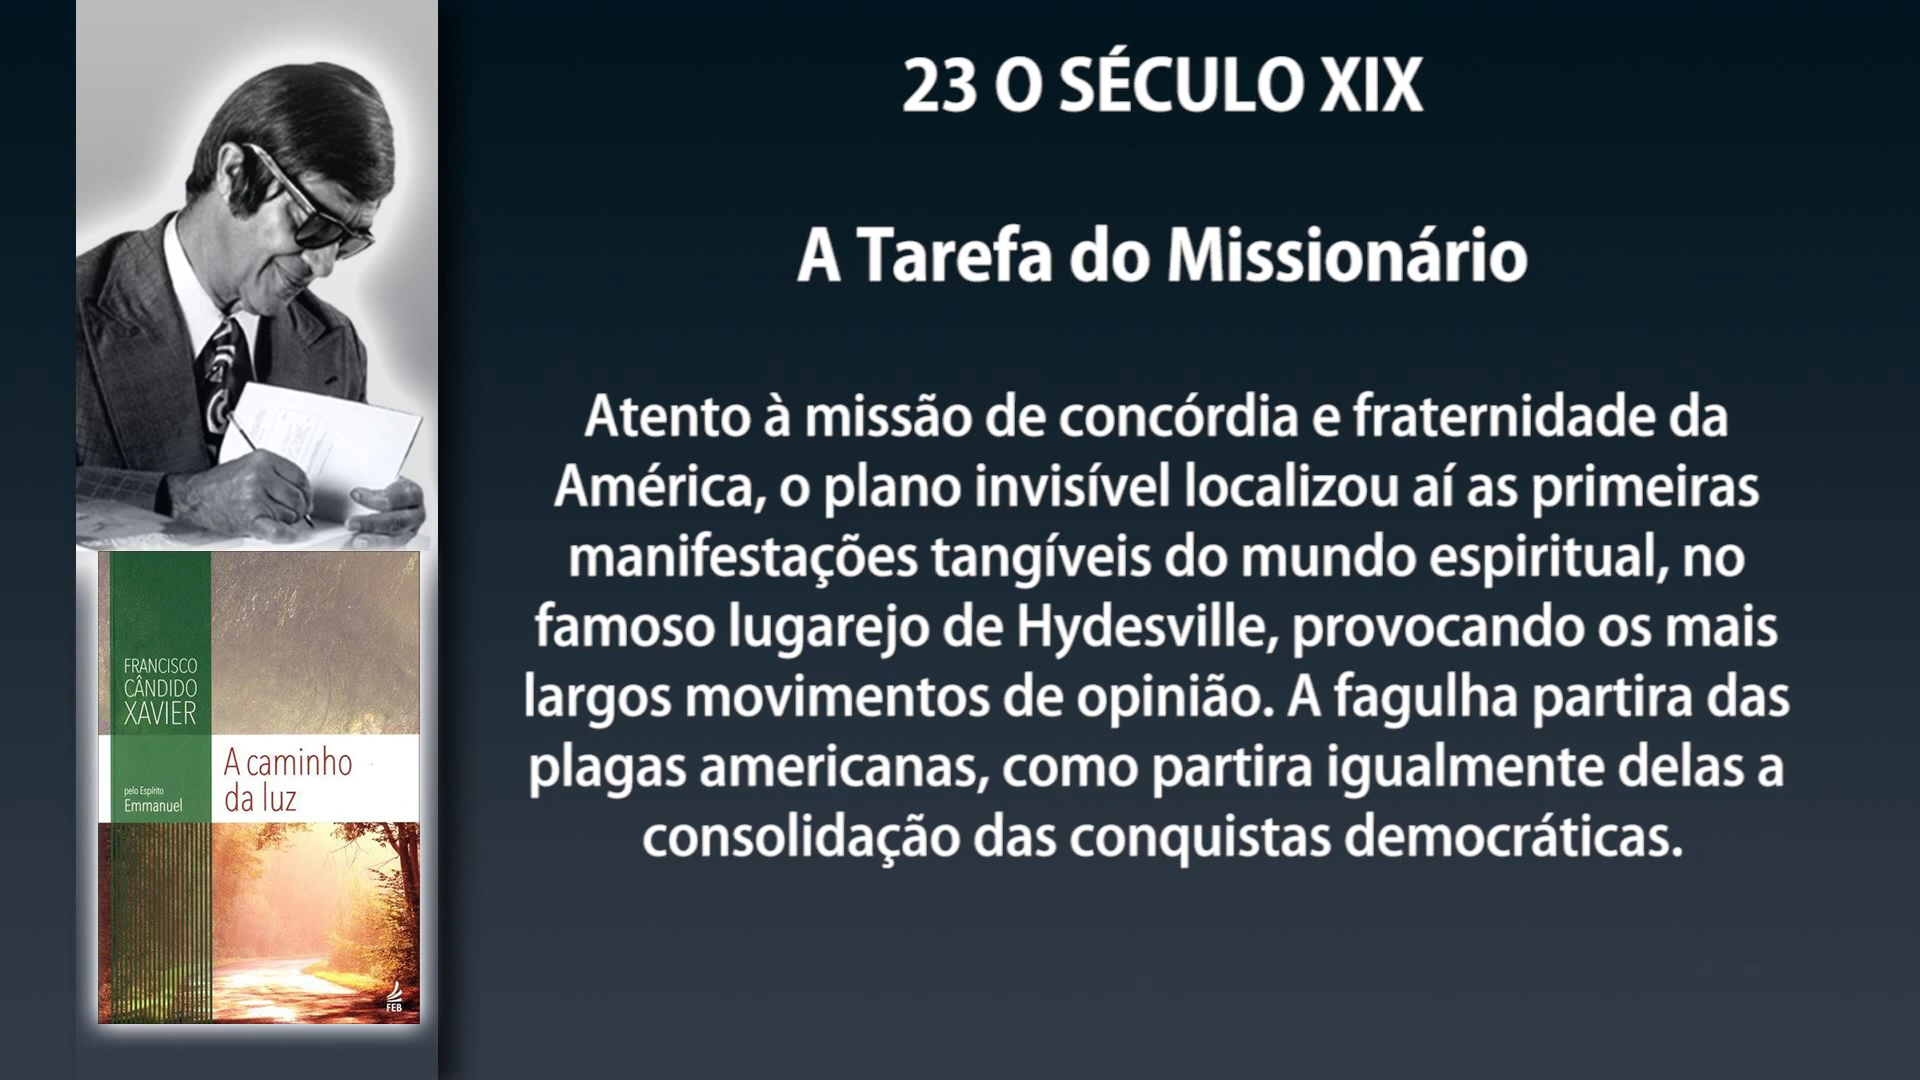 23 O SÉCULO XIX
A Tarefa do Missionário
Atento à missão de concórdia e fraternidade da
América, o plano invisível localizou aí as primeiras
manifestações tangíveis do mundo espiritual, no
famoso lugarejo de Hydesville, provocando os mais
largos movimentos de opinião. A fagulha partira das
plagas americanas, como partira igualmente delas a
consolidação das conquistas democráticas.
FRANCISCO
CÂNDIDO
XAVIER
A caminho
da luz
pelo Espírito
Emmanuel
FEB